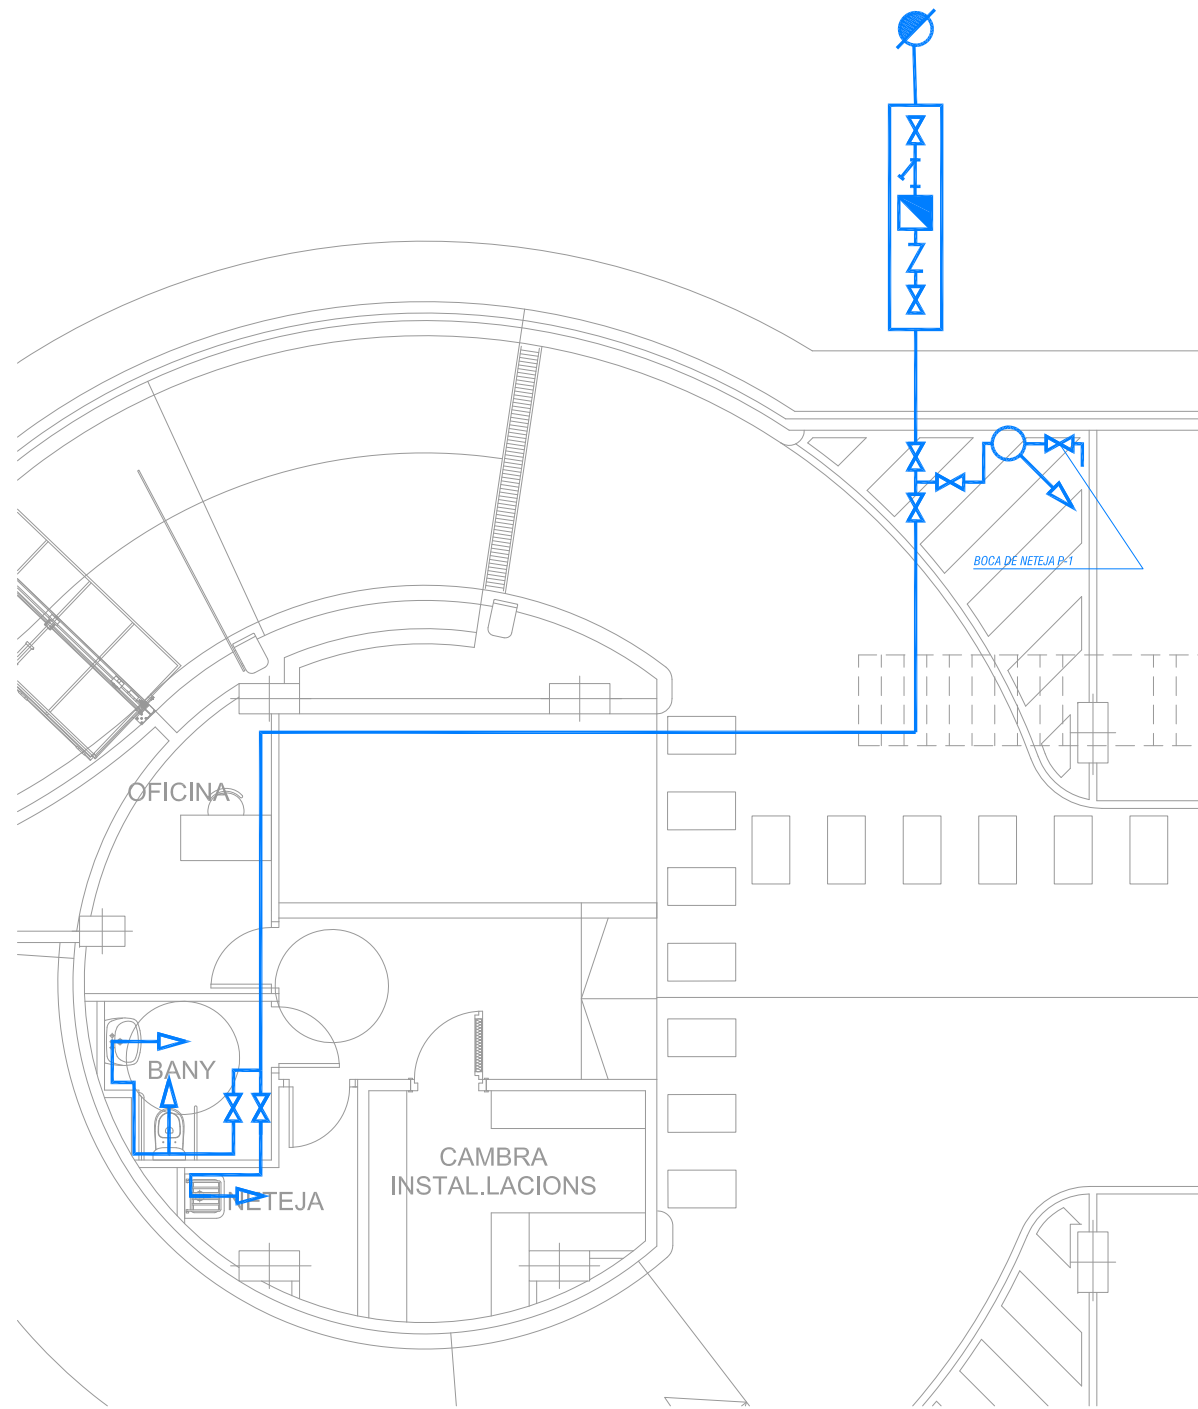 BOCA DE NETEJA P-1
OFICINA
BANY
CAMBRA
INSTAL.LACIONS
NETEJA